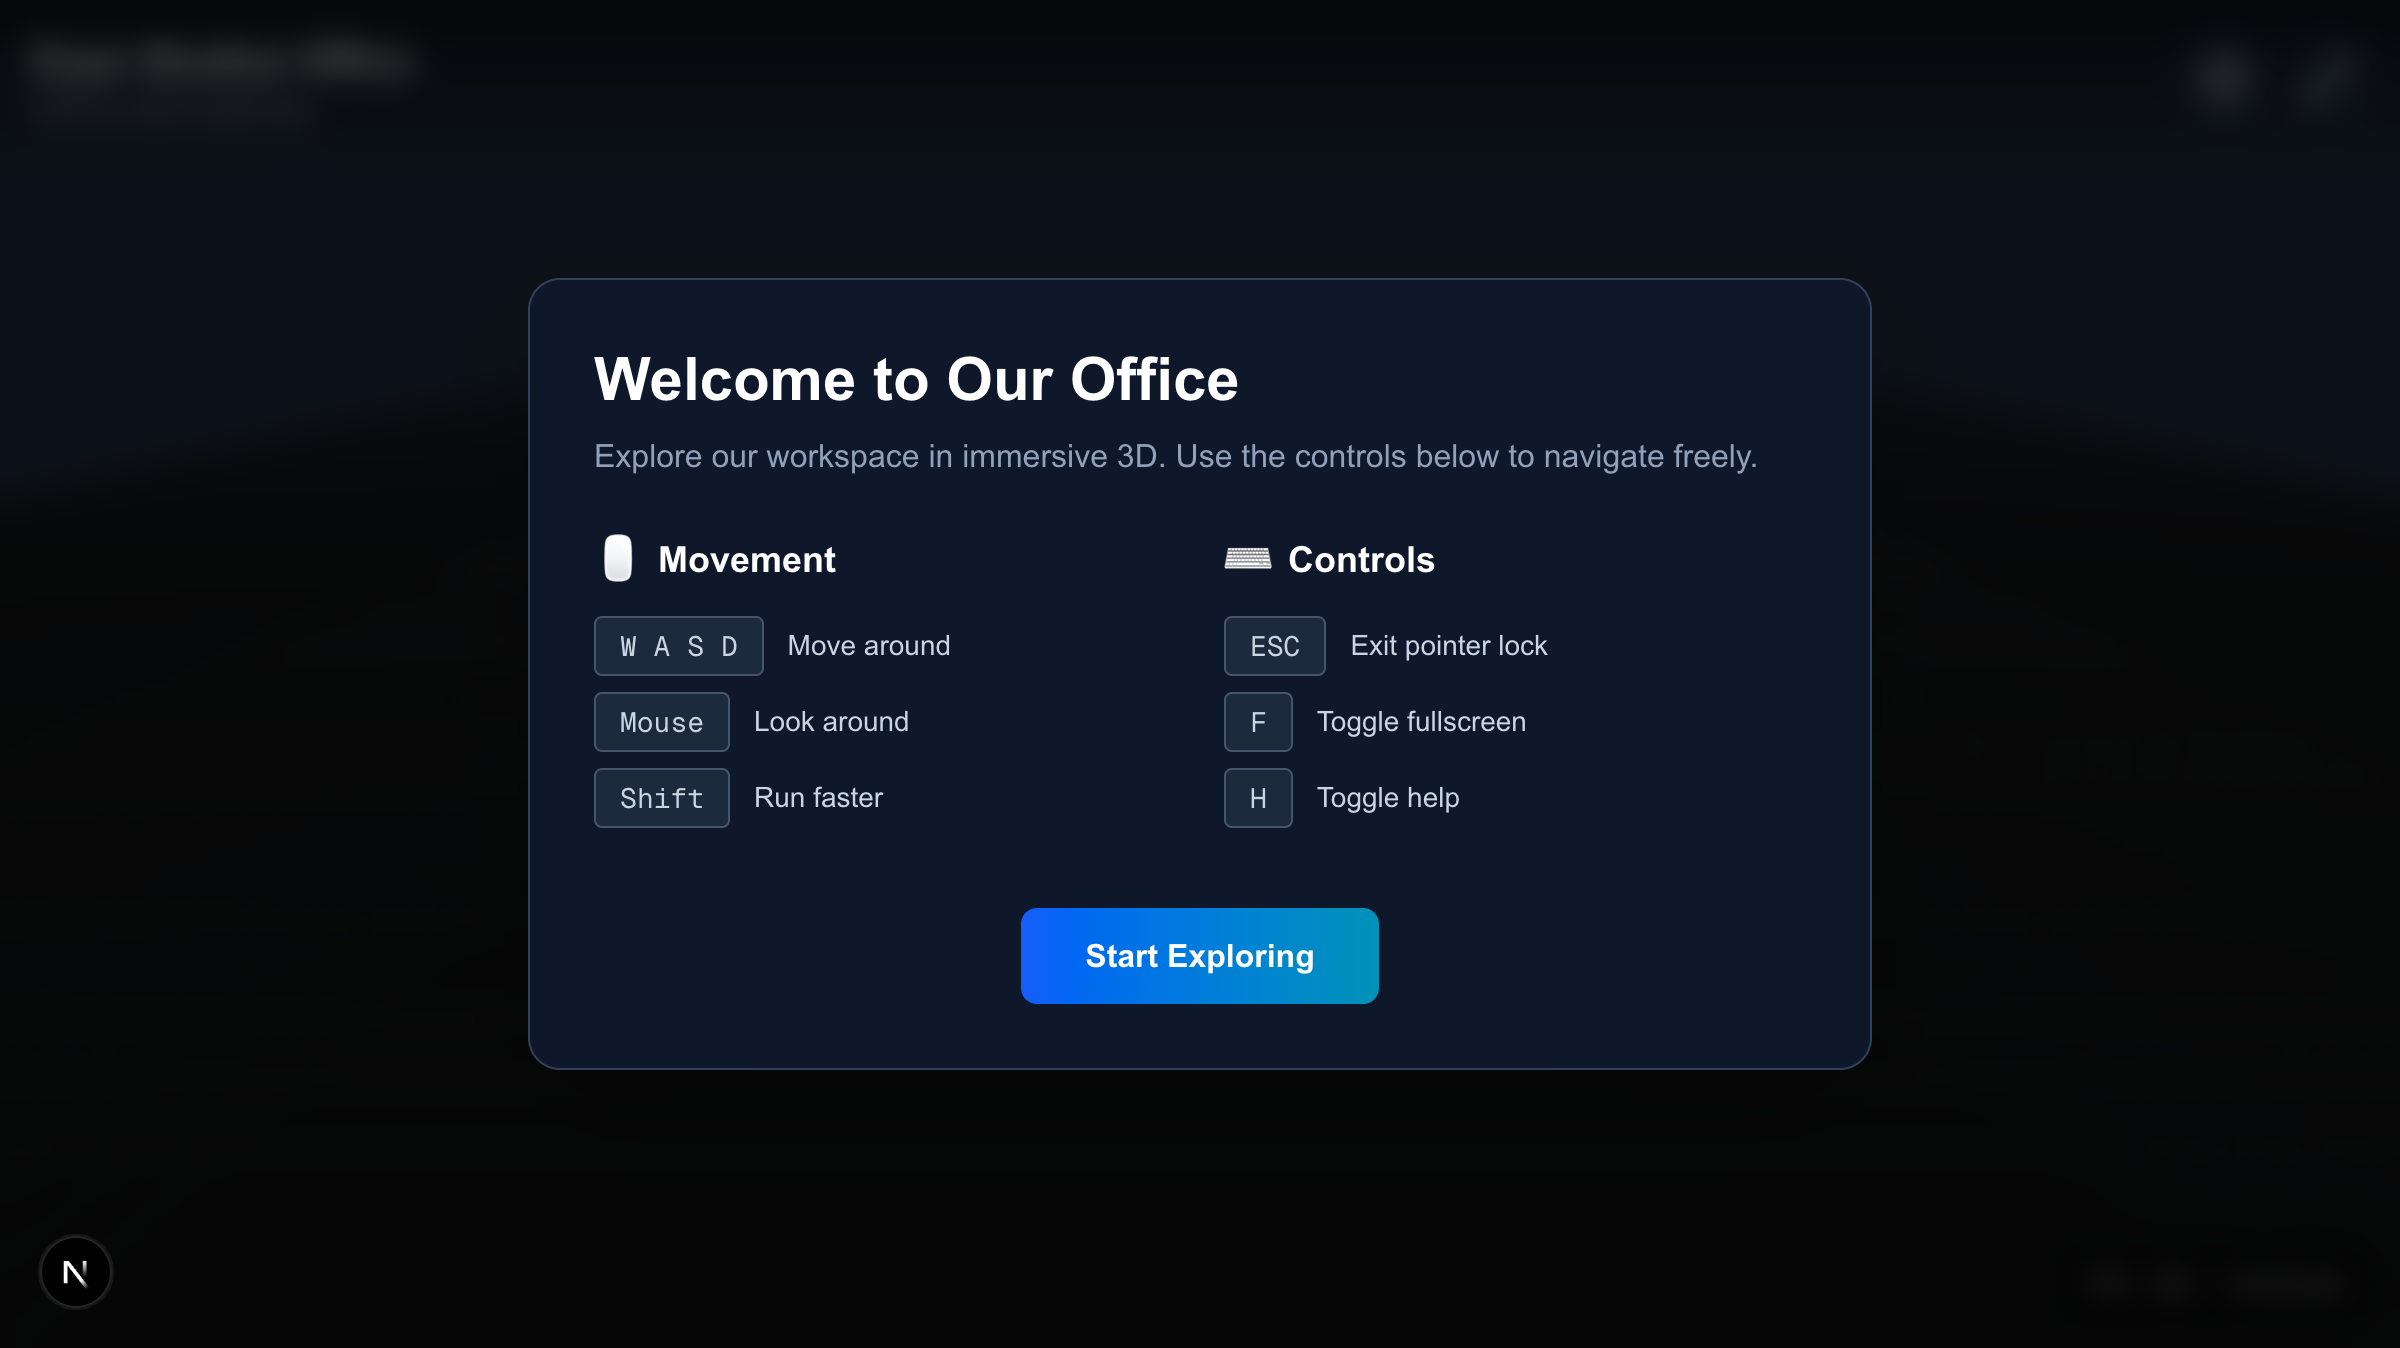 Welcome to Our Office
Explore our workspace in immersive 3D. Use the controls below to navigate freely.
Movement
W A S D Move around
Mouse Look around
Shift Run faster
Controls
ESC Exit pointer lock
F Toggle fullscreen
H Toggle help
Start Exploring
N